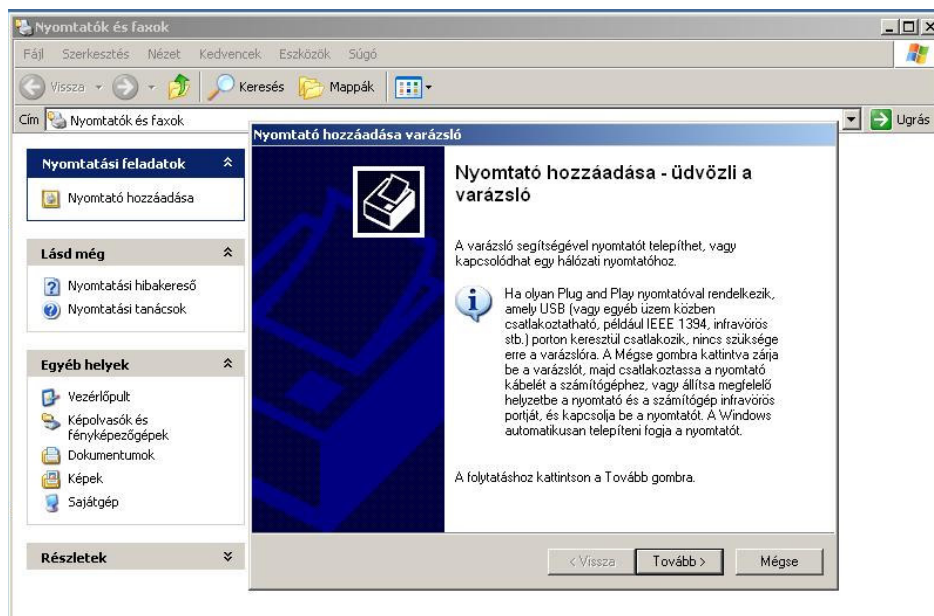 Nyomtatók és faxok
Fájl Szerkesztés Nézet Kedvencek Eszközök Súgó
Vissza Keresés Mappák
Cím Nyomtatók és faxok Ugrás
Nyomtatási feladatok
Nyomtató hozzáadása
Lásd még
Nyomtatási hibakereső
Nyomtatási tanácsok
Egyéb helyek
Vezérlőpult
Képolvasók és
fényképezőgépek
Dokumentumok
Képek
Sajátgép
Részletek
Nyomtató hozzáadása varázsló
Nyomtató hozzáadása - üdvözli a
varázsló
A varázsló segítségével nyomtatót telepíthet, vagy
kapcsolódhat egy hálózati nyomtatóhoz.
Ha olyan Plug and Play nyomtatóval rendelkezik,
amely USB (vagy egyéb üzem közben
csatlakoztatható, például IEEE 1394, infravörös
stb.) porton keresztül csatlakozik, nincs szüksége
erre a varázslóra. A Mégse gombra kattintva zárja
be a varázslót, majd csatlakoztassa a nyomtató
kábelét a számítógéphez, vagy állítsa megfelelő
helyzetbe a nyomtató és a számítógép infravörös
portját, és kapcsolja be a nyomtatót. A Windows
automatikusan telepíteni fogja a nyomtatót.
A folytatáshoz kattintson a Tovább gombra.
< Vissza Tovább > Mégse